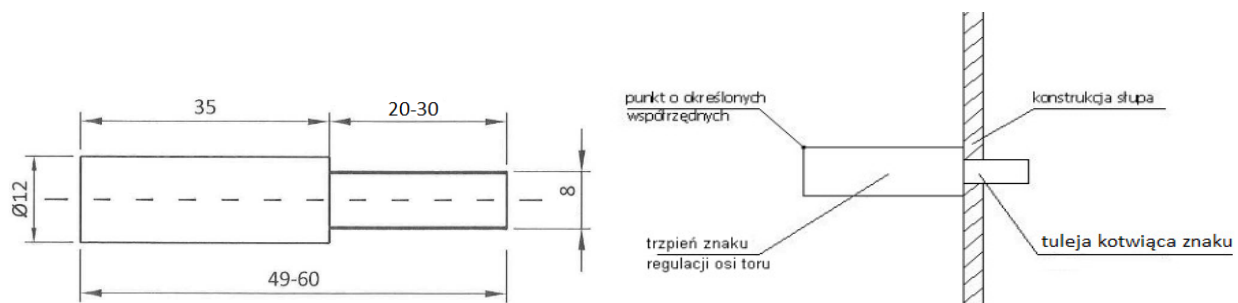 35
20-30
Ø12
8
49-60
punkt o określonych
współrzędnych
konstrukcja słupa
trzpień znaku
regulacji osi toru
tuleja kotwiąca znaku